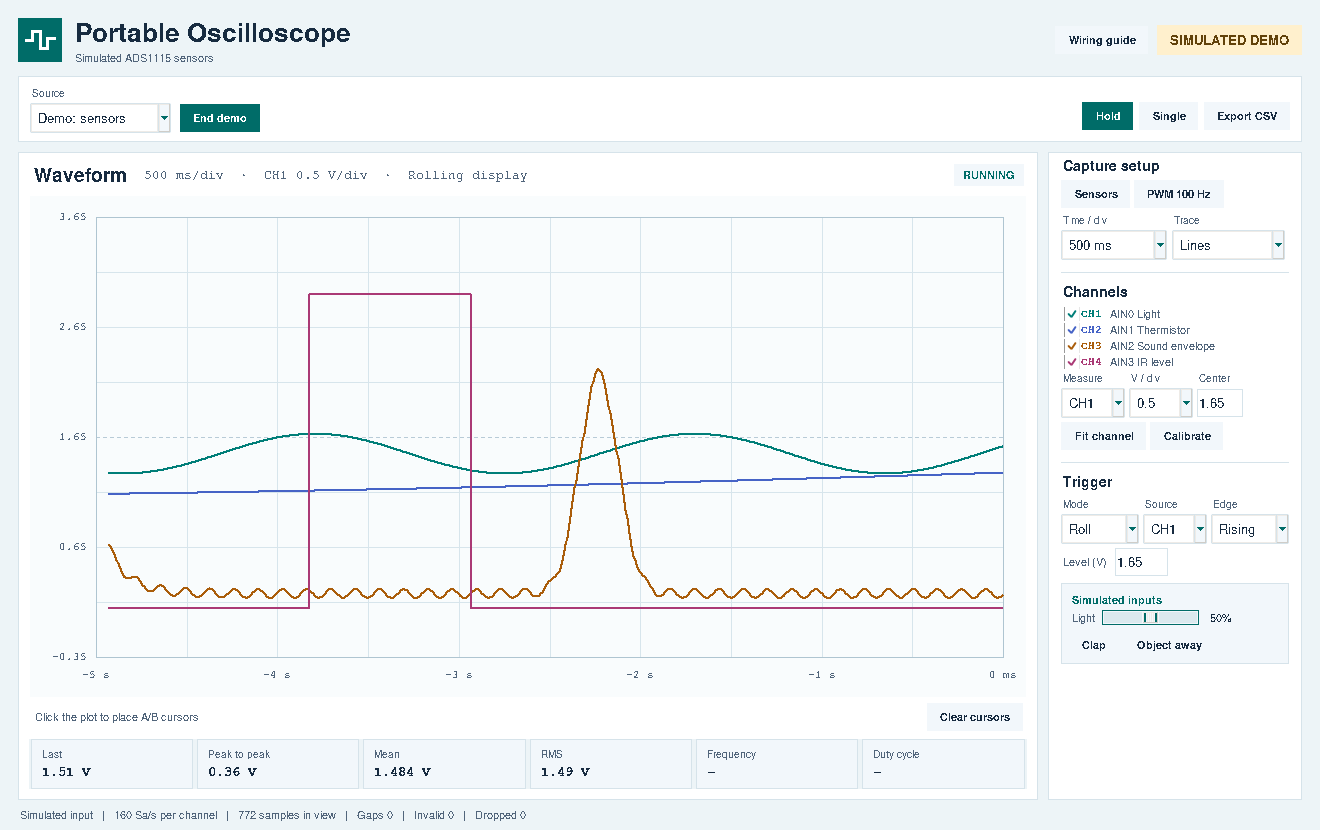 Portable Oscilloscope
Simulated ADS1115 sensors
Wiring guide
SIMULATED DEMO
Source
Demo: sensors
End demo
Hold
Single
Export CSV
Waveform
500 ms/div · CH1 0.5 V/div · Rolling display
RUNNING
3.65
2.65
1.65
0.65
-0.35
-5 s
-4 s
-3 s
-2 s
-1 s
0 ms
Click the plot to place A/B cursors
Clear cursors
Last
1.51 V
Peak to peak
0.36 V
Mean
1.484 V
RMS
1.49 V
Frequency
—
Duty cycle
—
Capture setup
Sensors
PWM 100 Hz
Time / div
Trace
500 ms
Lines
Channels
CH1 AIN0 Light
CH2 AIN1 Thermistor
CH3 AIN2 Sound envelope
CH4 AIN3 IR level
Measure
V / div
Center
CH1
0.5
1.65
Fit channel
Calibrate
Trigger
Mode
Source
Edge
Roll
CH1
Rising
Level (V)
1.65
Simulated inputs
Light
50%
Clap
Object away
Simulated input | 160 Sa/s per channel | 772 samples in view | Gaps 0 | Invalid 0 | Dropped 0